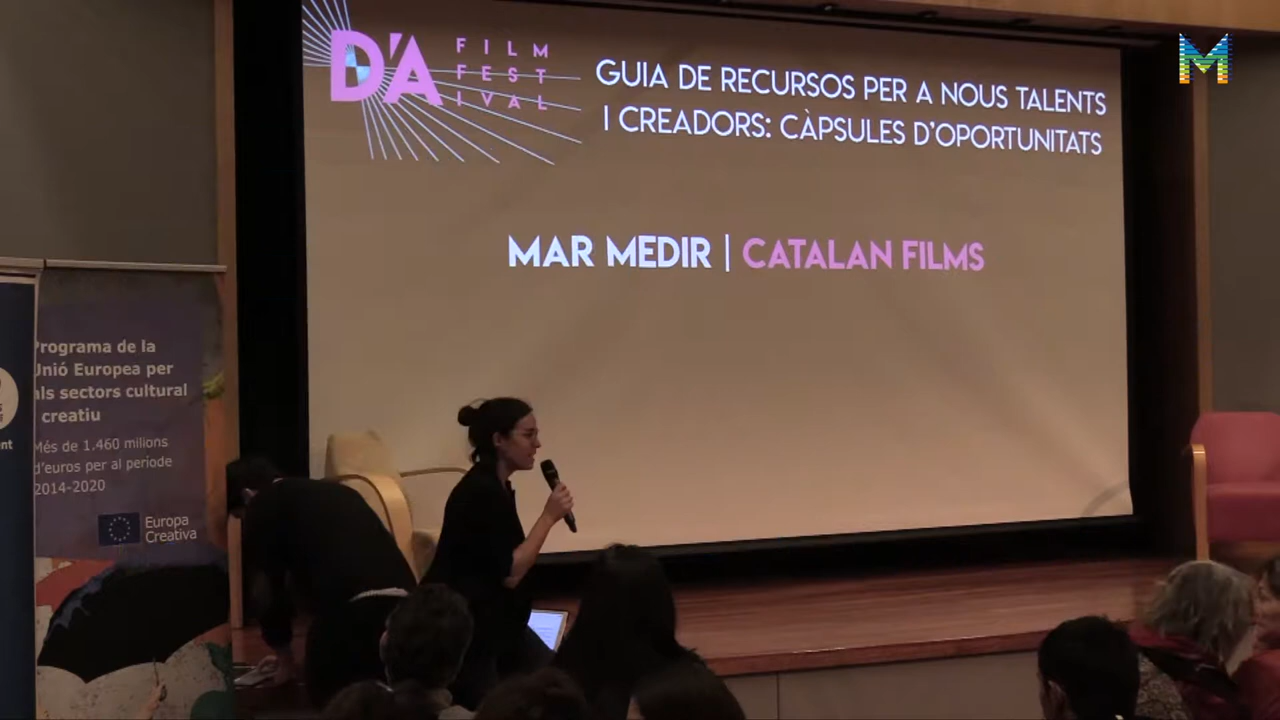 D'A FILM
FEST
IVAL
GUIA DE RECURSOS PER A NOUS TALENTS
I CREADORS: CÀPSULES D'OPORTUNITATS
MAR MEDIR | CATALAN FILMS
M
Programa de la
Unió Europea per
als sectors cultural
i creatiu
Més de 1.460 milions
d'euros per al període
2014-2020
Europa
Creativa